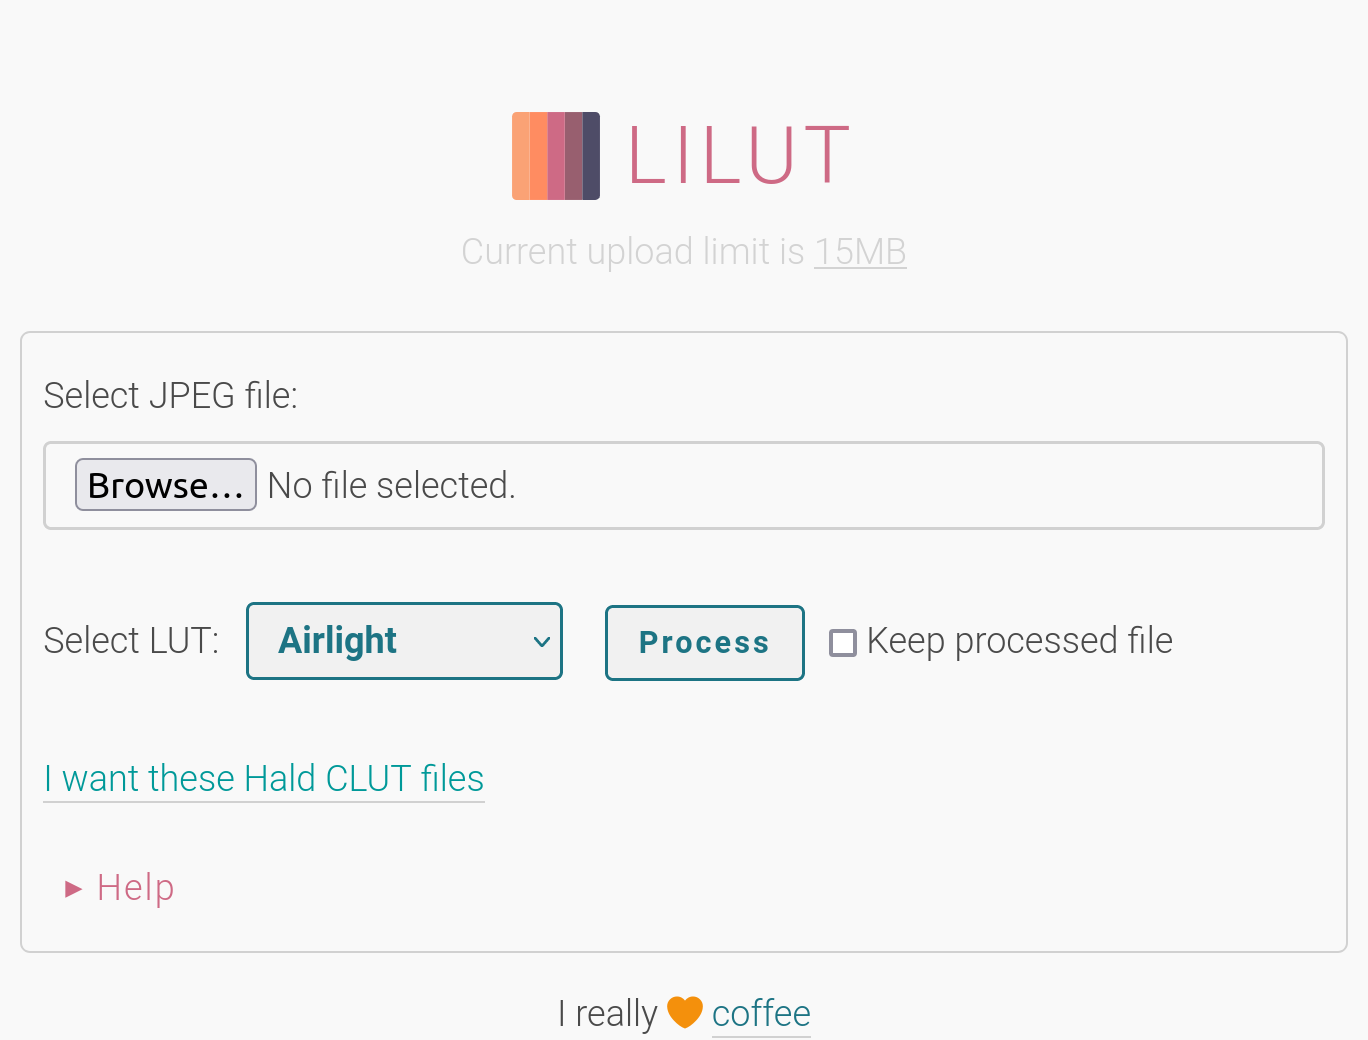 LILUT
Current upload limit is 15MB
Select JPEG file:
Browse... No file selected.
Select LUT: Airlight Process Keep processed file
I want these Hald CLUT files
Help
I really 🧡 coffee